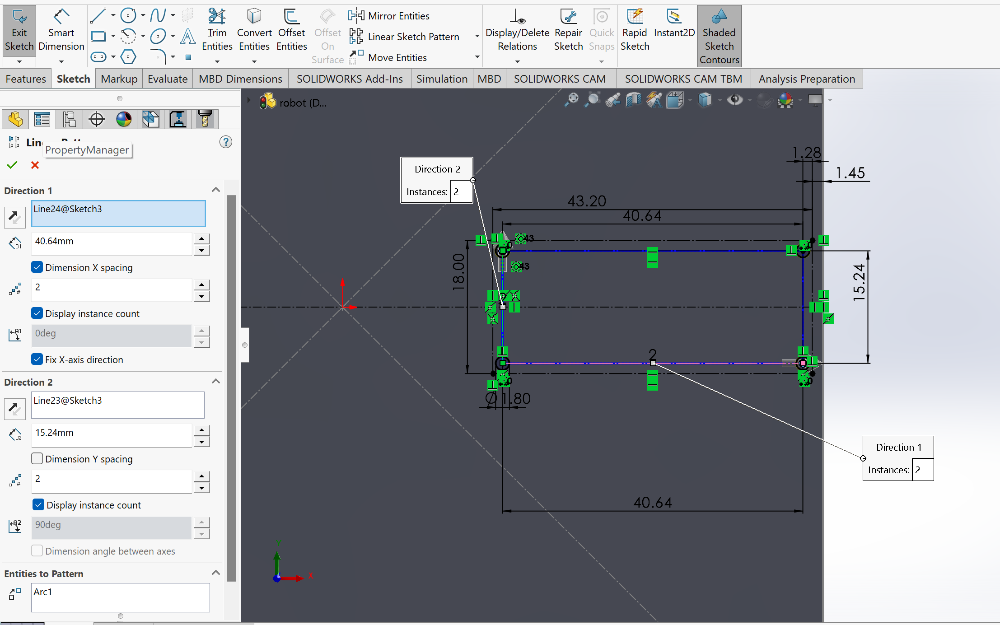 Exit
Sketch
Smart
Dimension
Trim
Entities
Convert
Entities
Offset
Entities
Offset
On
Surface
Mirror Entities
Linear Sketch Pattern
Move Entities
Display/Delete
Relations
Repair
Sketch
Quick
Snaps
Rapid
Sketch
Instant2D
Shaded
Sketch
Contours
Features
Sketch
Markup
Evaluate
MBD Dimensions
SOLIDWORKS Add-Ins
Simulation
MBD
SOLIDWORKS CAM
SOLIDWORKS CAM TBM
Analysis Preparation
robot (D...
PropertyManager
Direction 1
Line24@Sketch3
D1
40.64mm
Dimension X spacing
#
2
Display instance count
A1
0deg
Fix X-axis direction
Direction 2
Line23@Sketch3
D2
15.24mm
Dimension Y spacing
#
2
Display instance count
A2
90deg
Dimension angle between axes
Entities to Pattern
Arc1
Direction 2
Instances: 2
1.28
1.45
43.20
40.64
43
43
18.00
15.24
2
2
Ø1.80
Direction 1
Instances: 2
40.64
Y
X